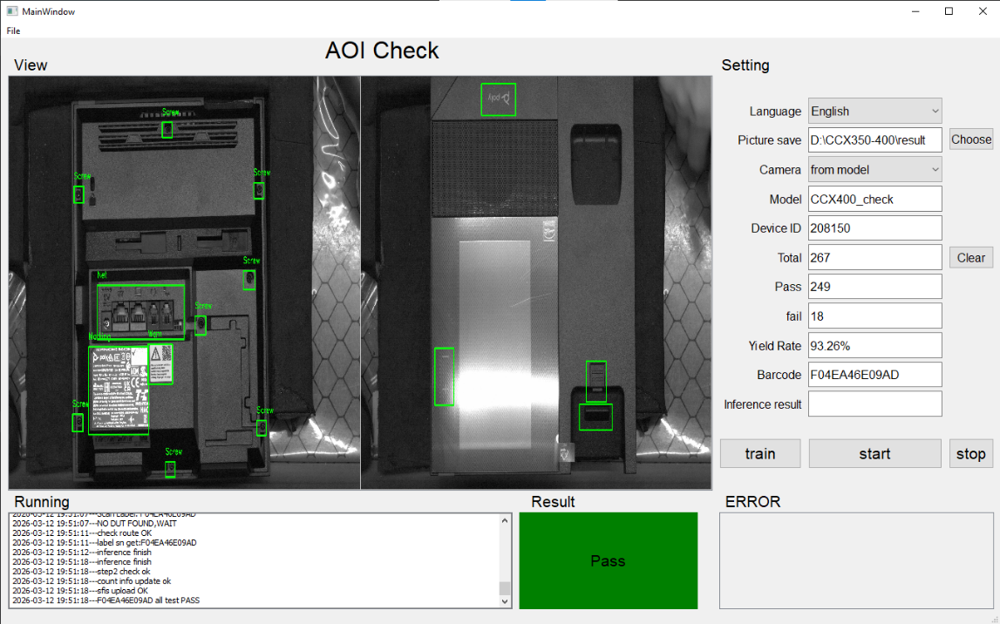 MainWindow
File
AOI Check
View
Setting
Screw
Screw
Screw
Screw
Net
Screw
Mocking
Warn
Screw
Screw
Screw
poly
poly
Language English
Picture save D:\CCX350-400\result Choose
Camera from model
Model CCX400_check
Device ID 208150
Total 267 Clear
Pass 249
fail 18
Yield Rate 93.26%
Barcode F04EA46E09AD
Inference result
train start stop
Running
Result
ERROR
2026-03-12 19:51:07---Scan Label: F04EA46E09AD
2026-03-12 19:51:07---NO DUT FOUND,WAIT
2026-03-12 19:51:11---check route OK
2026-03-12 19:51:11---label sn get:F04EA46E09AD
2026-03-12 19:51:12---inference finish
2026-03-12 19:51:18---inference finish
2026-03-12 19:51:18---step2 check ok
2026-03-12 19:51:18---count info update ok
2026-03-12 19:51:18---sfis upload OK
2026-03-12 19:51:18---F04EA46E09AD all test PASS
Pass